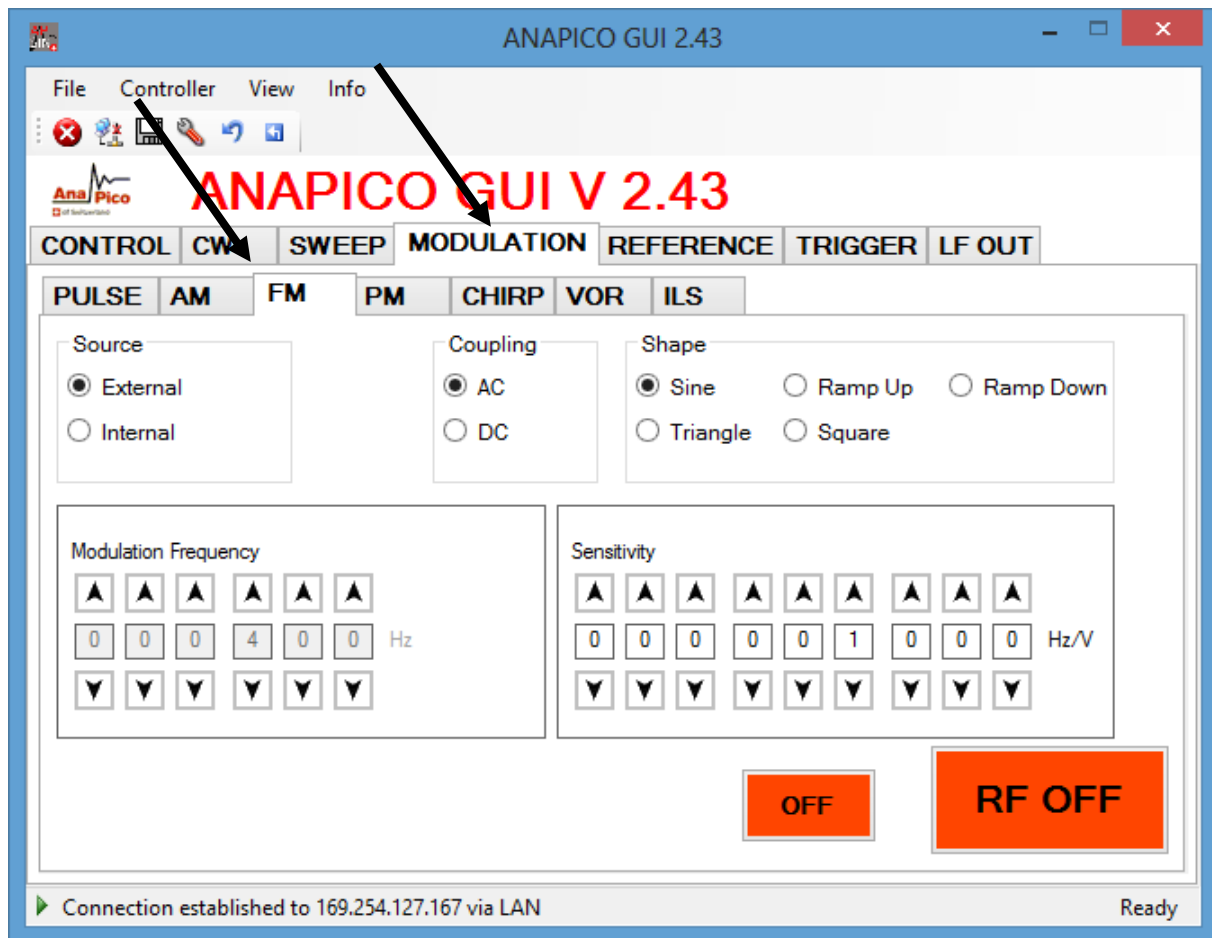 ANAPICO GUI 2.43
File Controller View Info
Ana Pico
ANAPICO GUI V 2.43
CONTROL CW SWEEP MODULATION REFERENCE TRIGGER LF OUT
PULSE AM FM PM CHIRP VOR ILS
Source Coupling Shape
External AC Sine Ramp Up Ramp Down
Internal DC Triangle Square
Modulation Frequency Sensitivity
0 0 0 4 0 0 Hz 0 0 0 0 0 1 0 0 0 Hz/V
OFF RF OFF
Connection established to 169.254.127.167 via LAN Ready